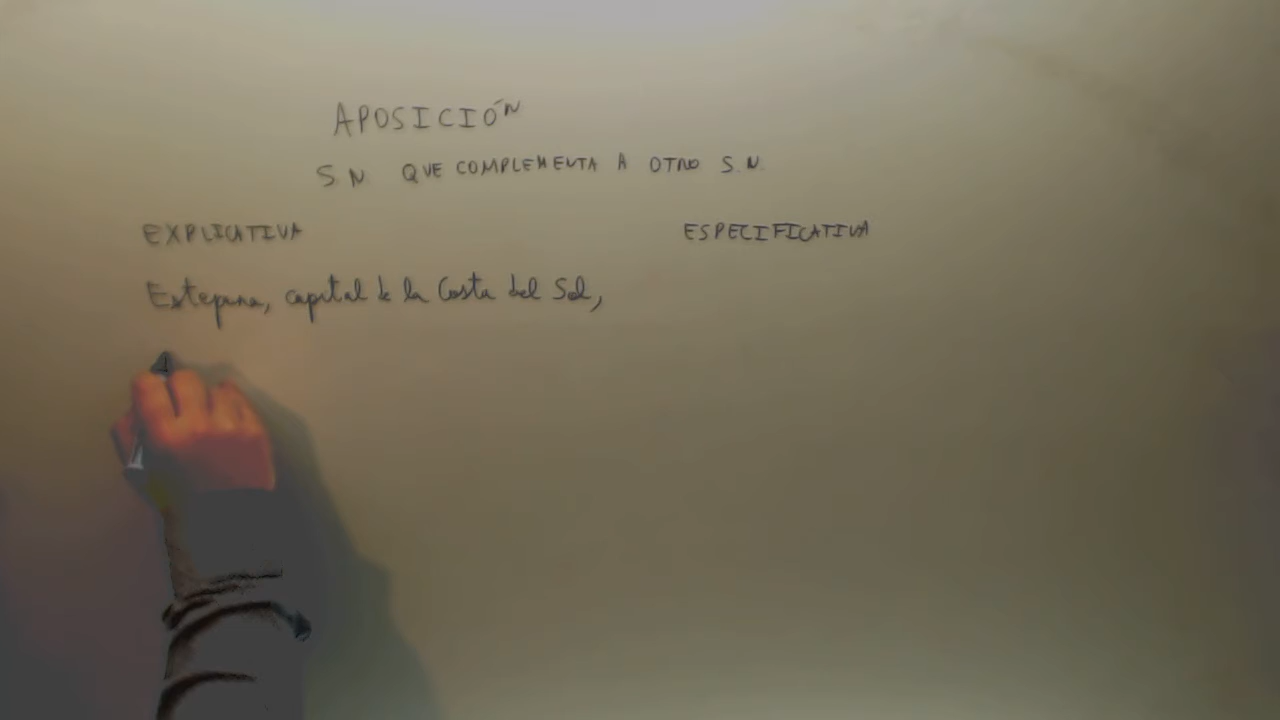 APOSICIÓN
S.N. QUE COMPLEMENTA A OTRO S.N.
EXPLICATIVA
ESPECIFICATIVA
Estepona, capital de la Costa del Sol,